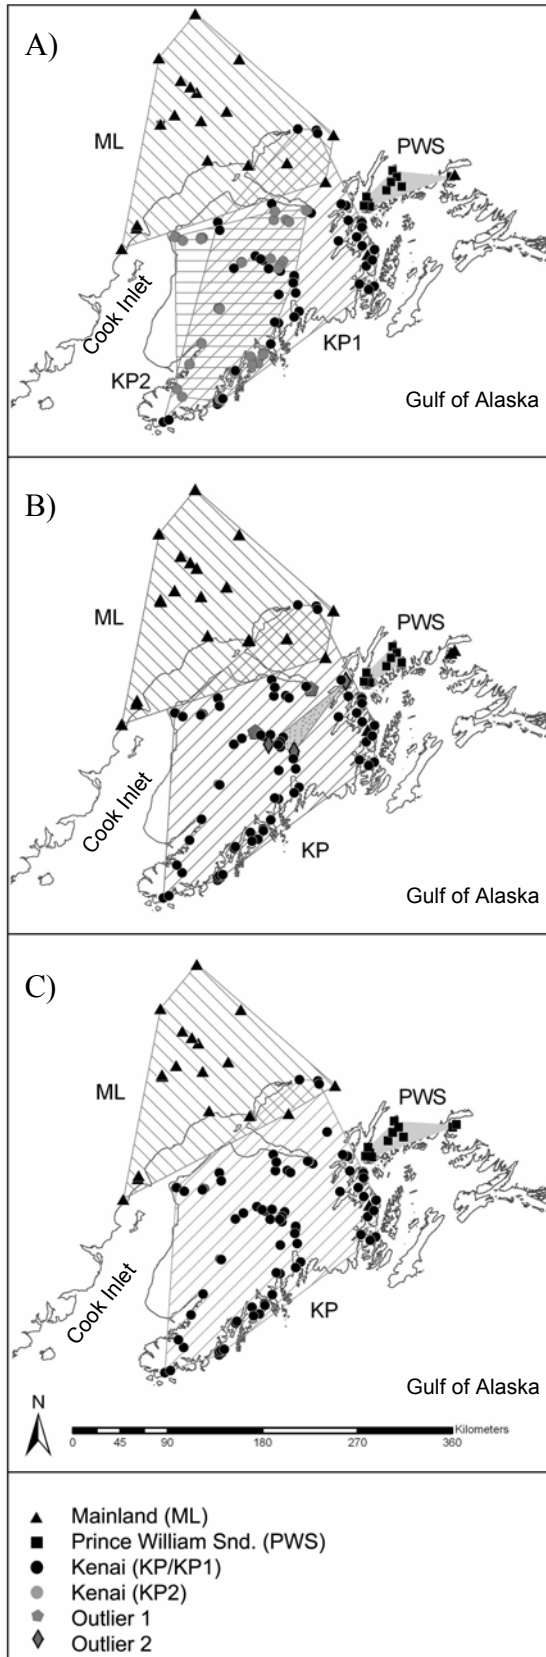 A)
ML
PWS
Cook Inlet
KP1
KP2
Gulf of Alaska
B)
ML
PWS
Cook Inlet
KP
Gulf of Alaska
C)
ML
PWS
Cook Inlet
KP
Gulf of Alaska
N
Kilometers
0 45 90 180 270 360
Mainland (ML)
Prince William Snd. (PWS)
Kenai (KP/KP1)
Kenai (KP2)
Outlier 1
Outlier 2